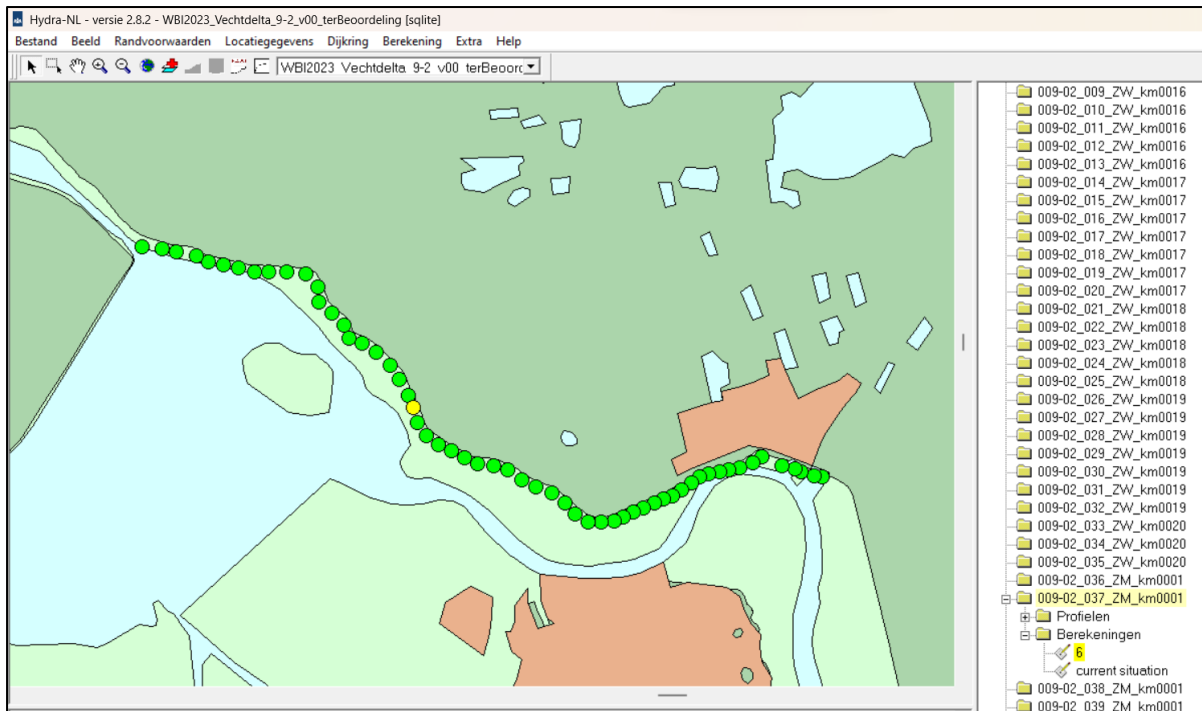 Hydra-NL - versie 2.8.2 - WBI2023_Vechtdelta_9-2_v00_terBeoordeling [sqlite]
Bestand Beeld Randvoorwaarden Locatiegegevens Dijkring Berekening Extra Help
WBI2023_Vechtdelta_9-2_v00_terBeoord
009-02_009_ZW_km0016
009-02_010_ZW_km0016
009-02_011_ZW_km0016
009-02_012_ZW_km0016
009-02_013_ZW_km0016
009-02_014_ZW_km0017
009-02_015_ZW_km0017
009-02_016_ZW_km0017
009-02_017_ZW_km0017
009-02_018_ZW_km0017
009-02_019_ZW_km0017
009-02_020_ZW_km0017
009-02_021_ZW_km0018
009-02_022_ZW_km0018
009-02_023_ZW_km0018
009-02_024_ZW_km0018
009-02_025_ZW_km0018
009-02_026_ZW_km0019
009-02_027_ZW_km0019
009-02_028_ZW_km0019
009-02_029_ZW_km0019
009-02_030_ZW_km0019
009-02_031_ZW_km0019
009-02_032_ZW_km0019
009-02_033_ZW_km0020
009-02_034_ZW_km0020
009-02_035_ZW_km0020
009-02_036_ZM_km0001
009-02_037_ZM_km0001
Profielen
Berekeningen
6
current situation
009-02_038_ZM_km0001
009-02_039_ZM_km0001